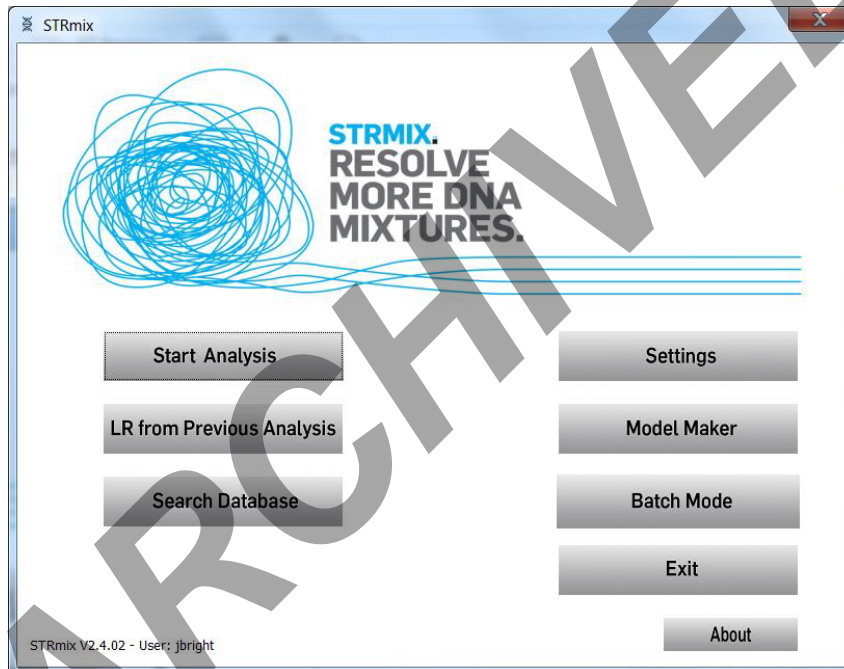 STRmix
STRMIX.
RESOLVE
MORE DNA
MIXTURES.
Start Analysis
Settings
LR from Previous Analysis
Model Maker
Search Database
Batch Mode
Exit
About
STRmix V2.4.02 - User: jbright
ARCHIVE